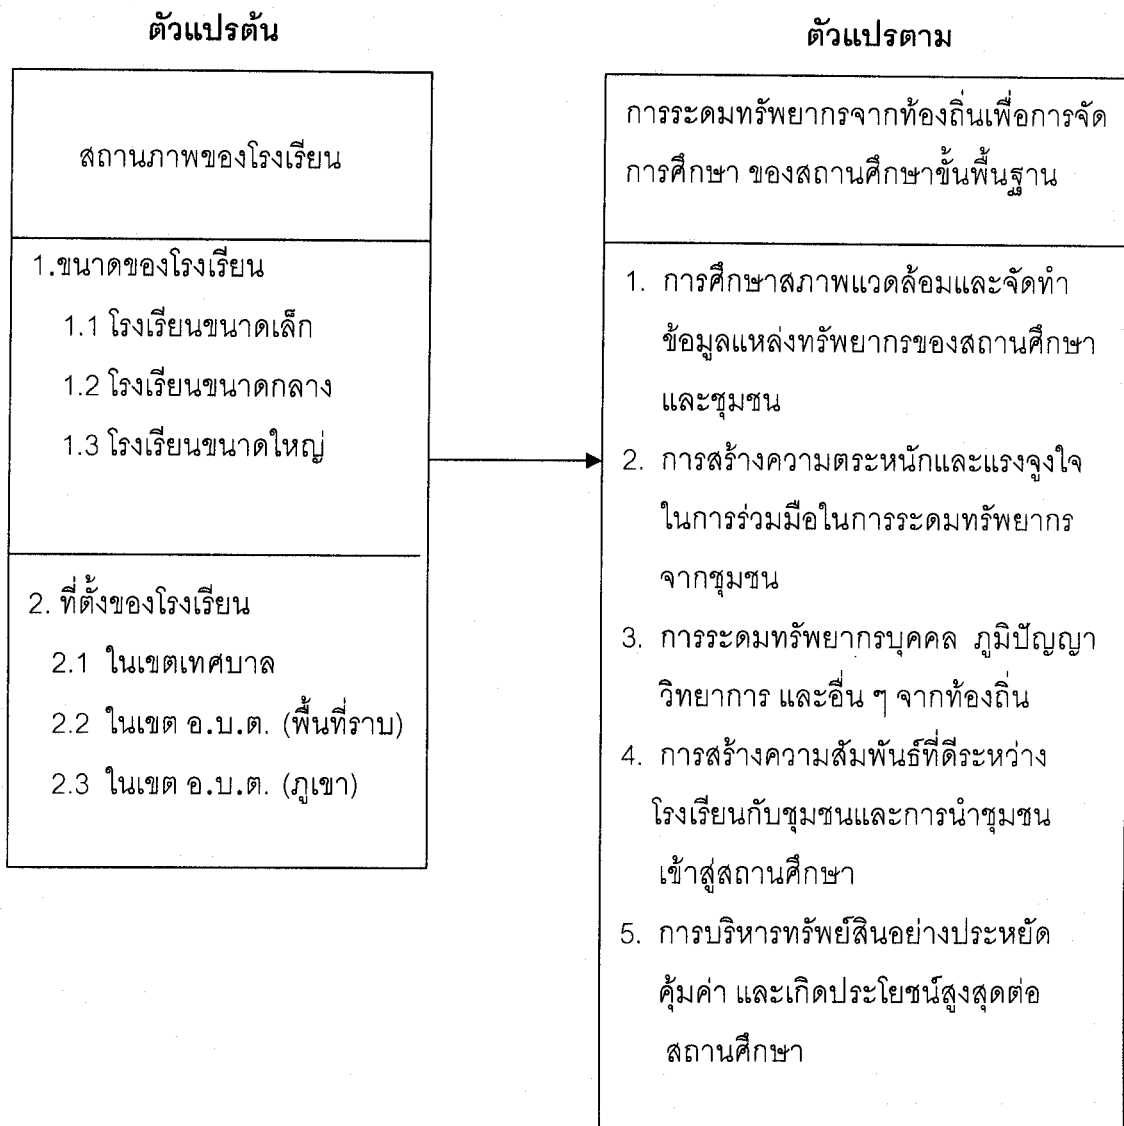 ตัวแปรต้น
สถานภาพของโรงเรียน
1.ขนาดของโรงเรียน
1.1 โรงเรียนขนาดเล็ก
1.2 โรงเรียนขนาดกลาง
1.3 โรงเรียนขนาดใหญ่
2. ที่ตั้งของโรงเรียน
2.1 ในเขตเทศบาล
2.2 ในเขต อ.บ.ต. (พื้นที่ราบ)
2.3 ในเขต อ.บ.ต. (ภูเขา)
ตัวแปรตาม
การระดมทรัพยากรจากท้องถิ่นเพื่อการจัด
การศึกษา ของสถานศึกษาขั้นพื้นฐาน
1. การศึกษาสภาพแวดล้อมและจัดทำ
ข้อมูลแหล่งทรัพยากรของสถานศึกษา
และชุมชน
2. การสร้างความตระหนักและแรงจูงใจ
ในการร่วมมือในการระดมทรัพยากร
จากชุมชน
3. การระดมทรัพยากรบุคคล ภูมิปัญญา
วิทยาการ และอื่น ๆ จากท้องถิ่น
4. การสร้างความสัมพันธ์ที่ดีระหว่าง
โรงเรียนกับชุมชนและการนำชุมชน
เข้าสู่สถานศึกษา
5. การบริหารทรัพย์สินอย่างประหยัด
คุ้มค่า และเกิดประโยชน์สูงสุดต่อ
สถานศึกษา